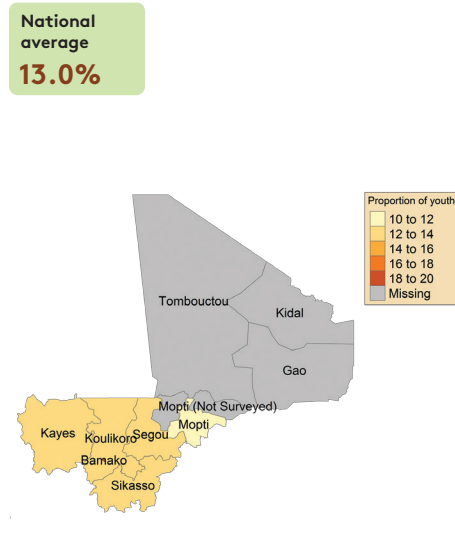 National
average
13.0%
Proportion of youth
10 to 12
12 to 14
14 to 16
16 to 18
18 to 20
Missing
Tombouctou
Kidal
Gao
Mopti (Not Surveyed)
Mopti
Kayes
Koulikoro
Segou
Bamako
Sikasso